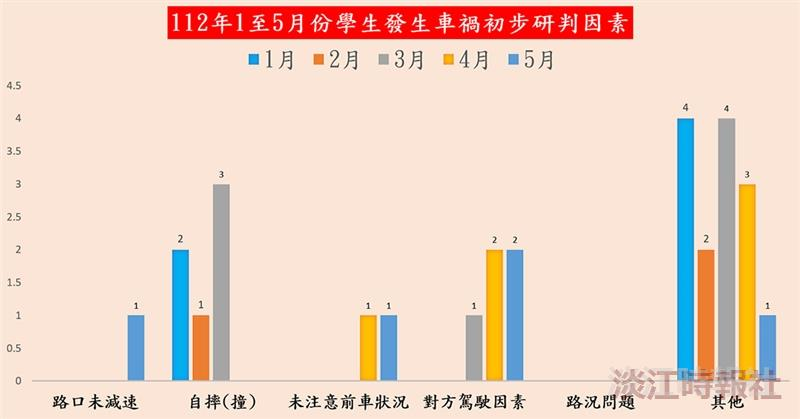 112年1至5月份學生發生車禍初步研判因素
1月 2月 3月 4月 5月
4.5
4
3.5
3
2.5
2
1.5
1
0.5
0
1
2 1 3
1 1
1 2 2
4 2 4 3 1
路口未減速 自摔(撞) 未注意前車狀況 對方駕駛因素 路況問題 其他
淡江時報社